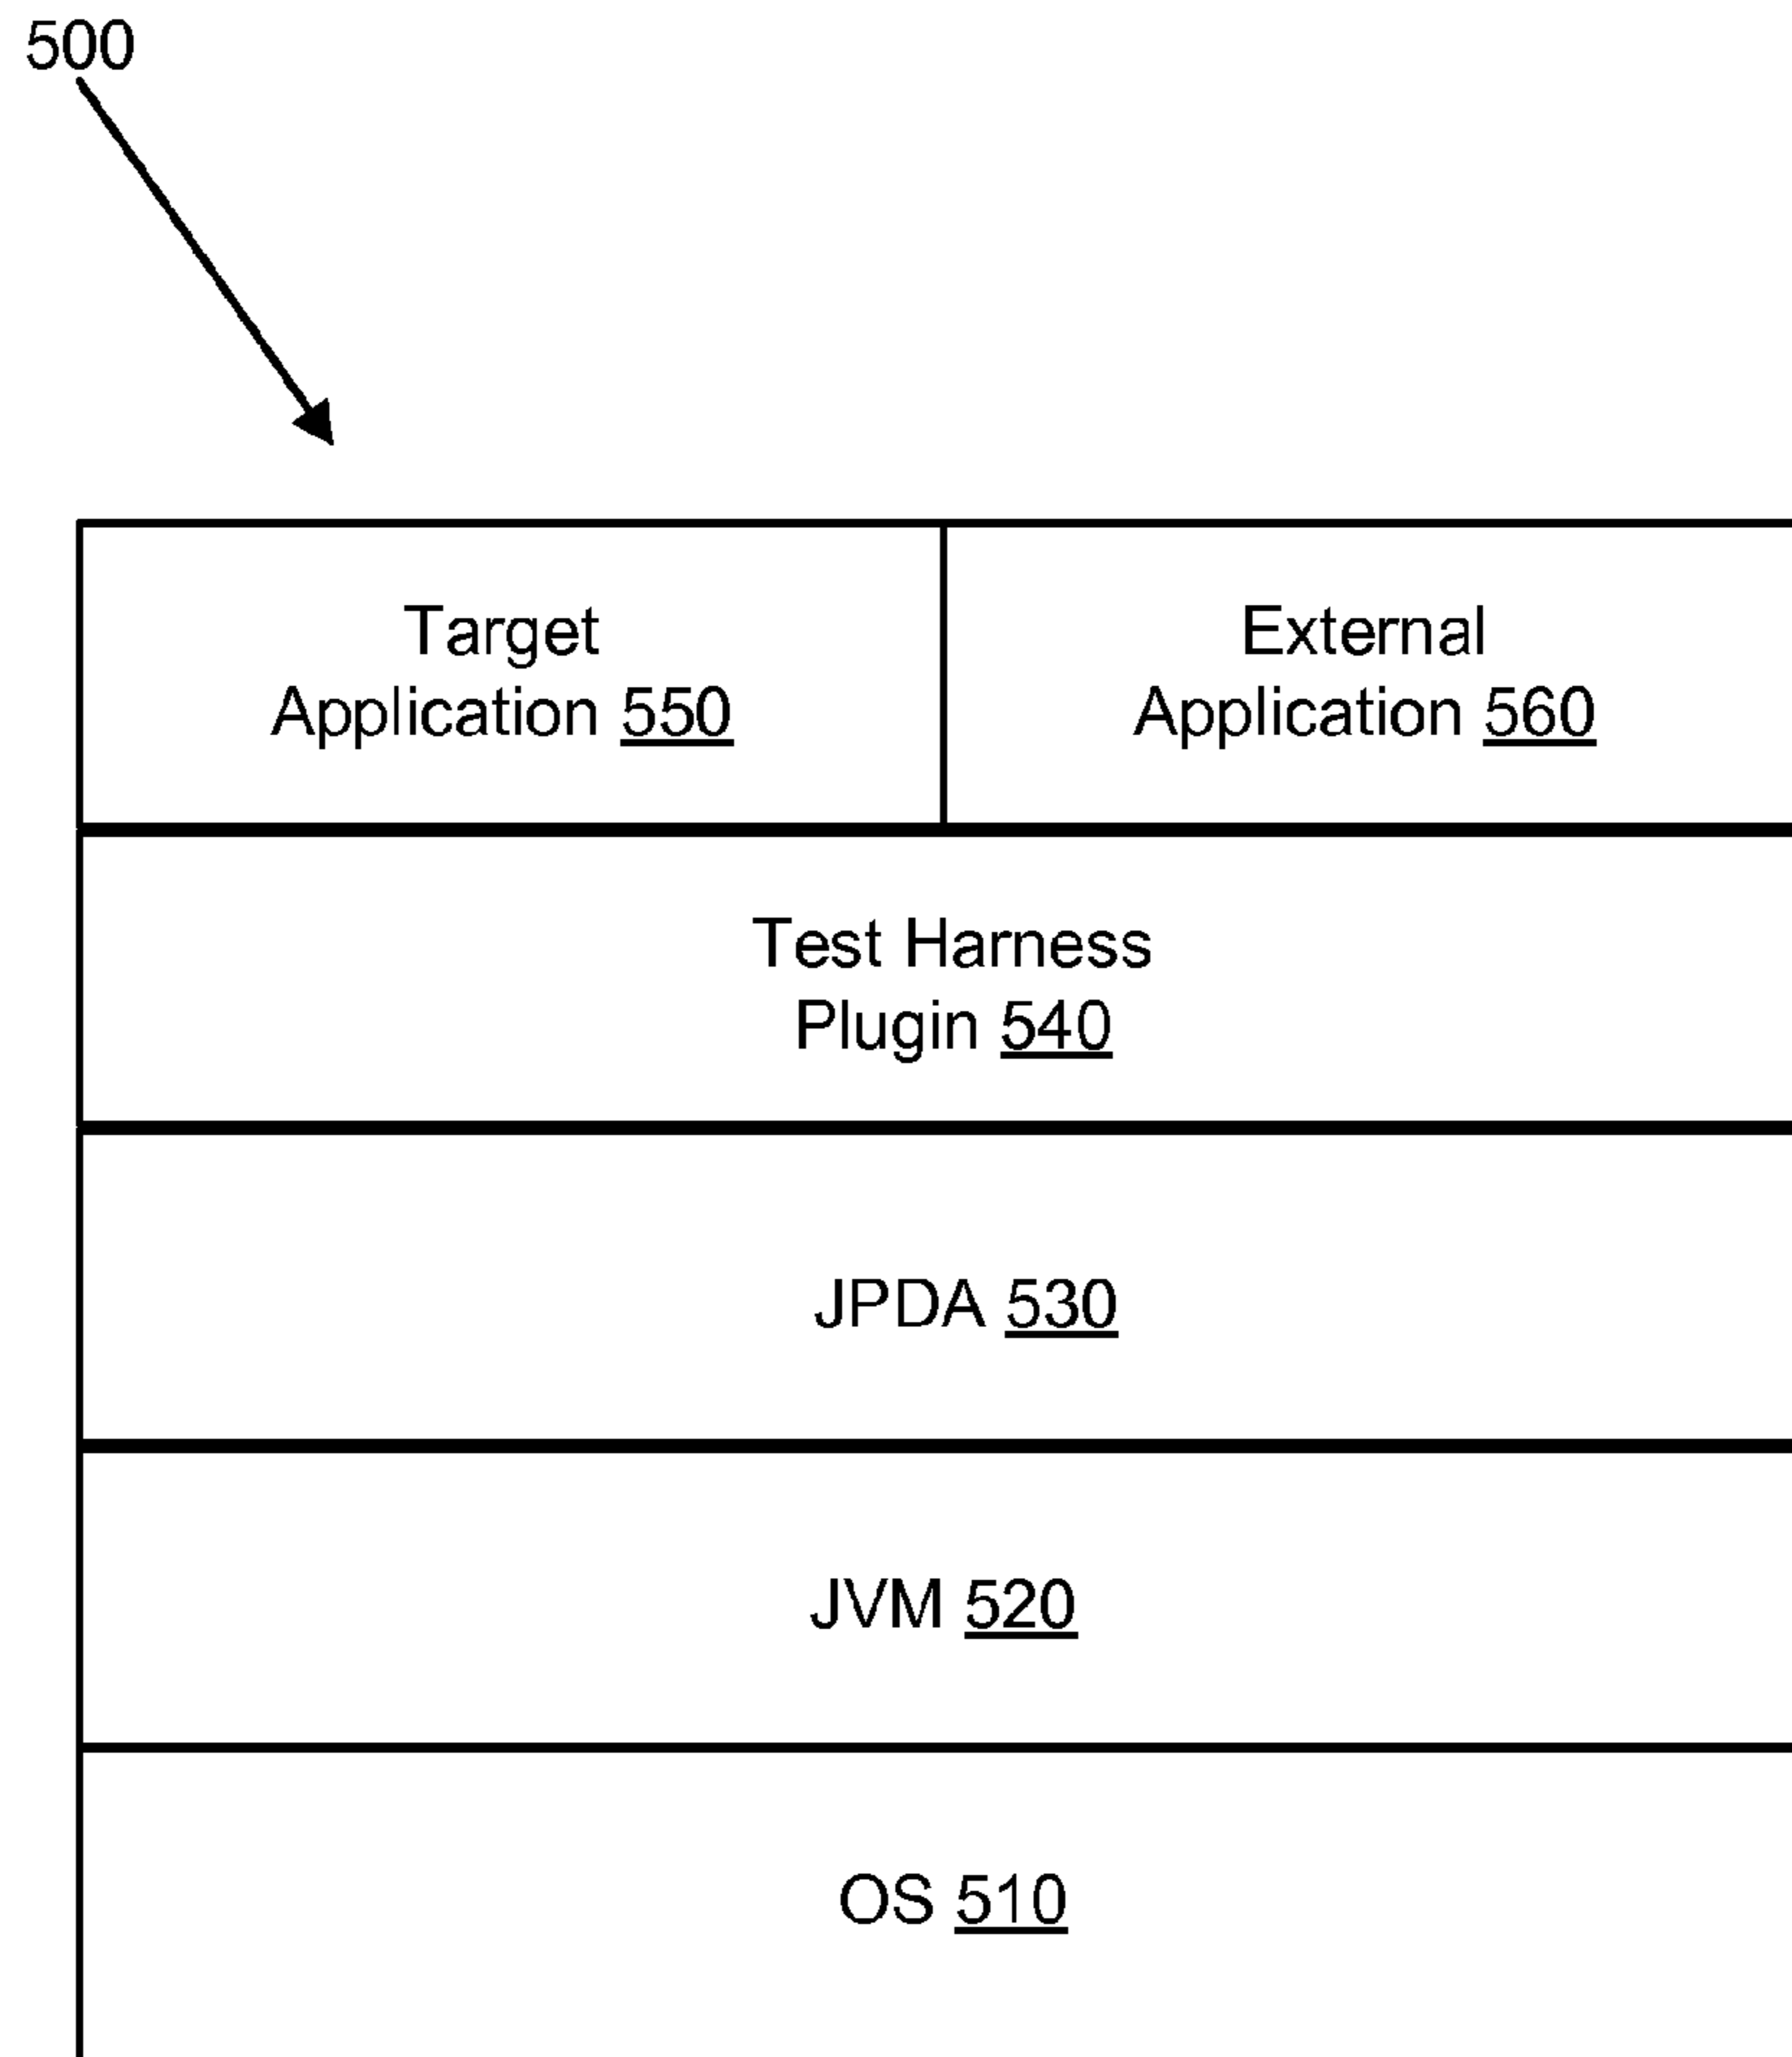 500
Target
Application 550
External
Application 560
Test Harness
Plugin 540
JPDA 530
JVM 520
OS 510